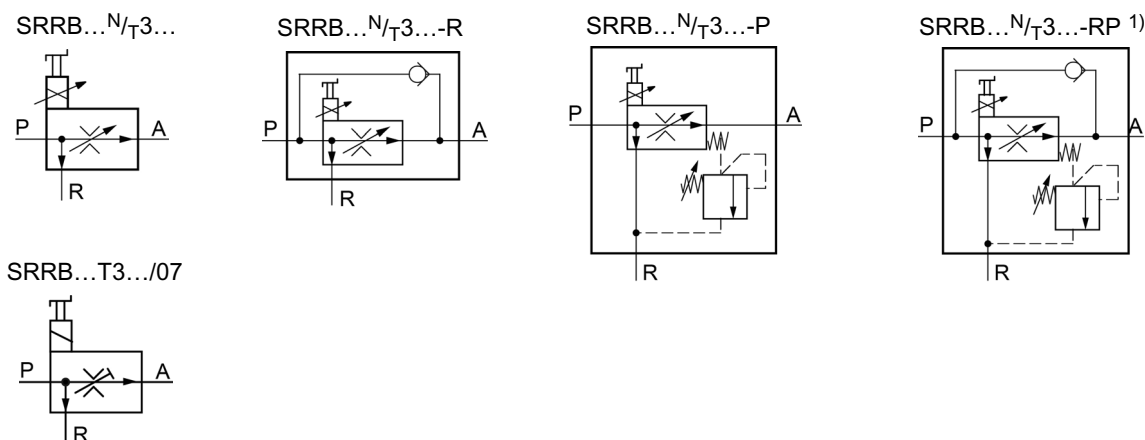 SRRB...N/T3...
P
A
R
SRRB...N/T3...-R
P
A
R
SRRB...N/T3...-P
P
A
R
SRRB...N/T3...-RP 1)
P
A
R
SRRB...T3.../07
P
A
R